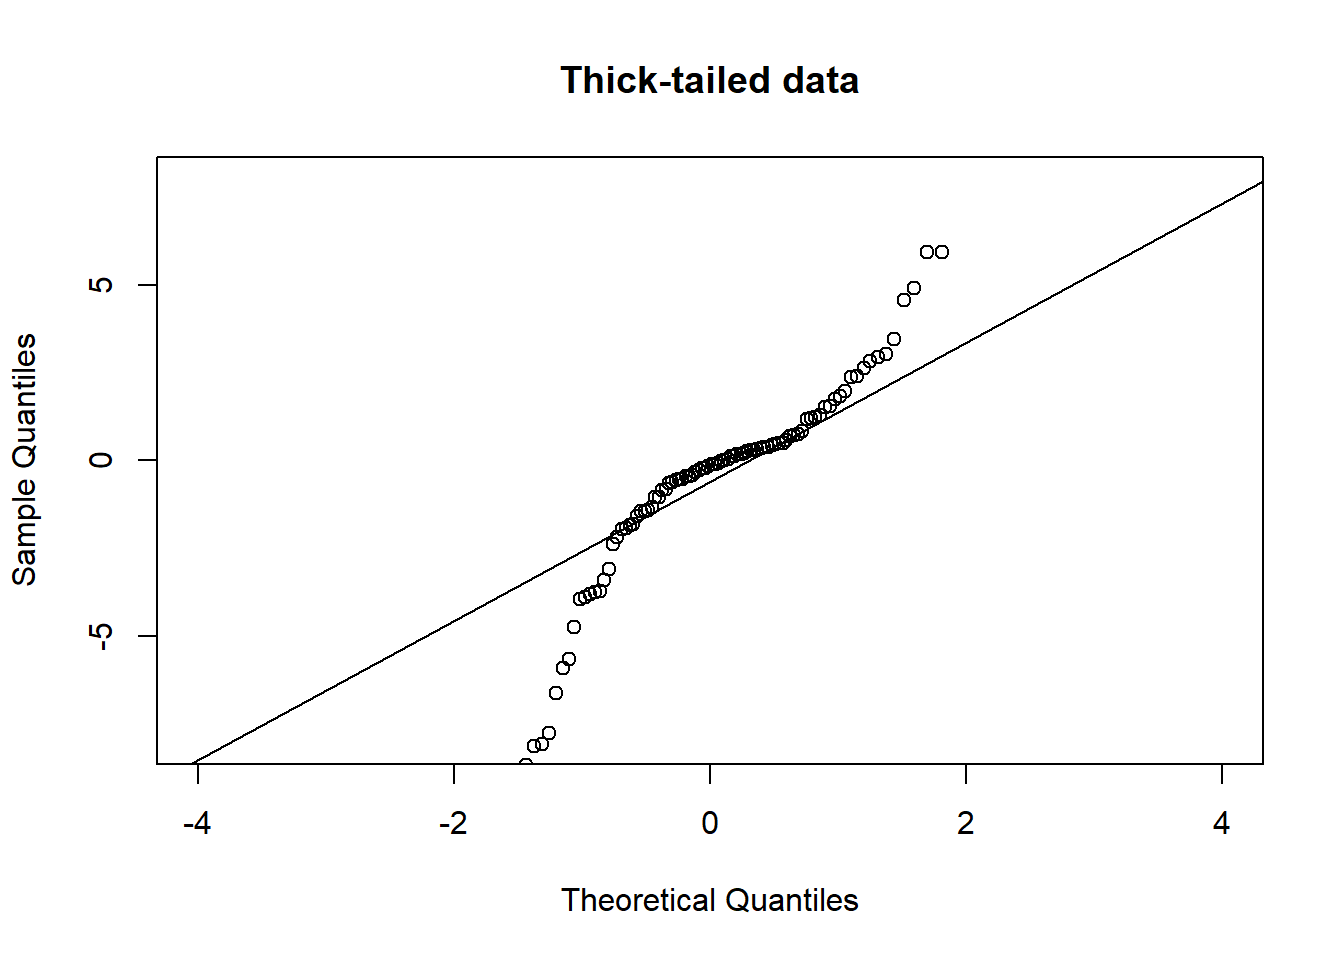 Thick-tailed data
Sample Quantiles
5
0
-5
-4 -2 0 2 4
Theoretical Quantiles